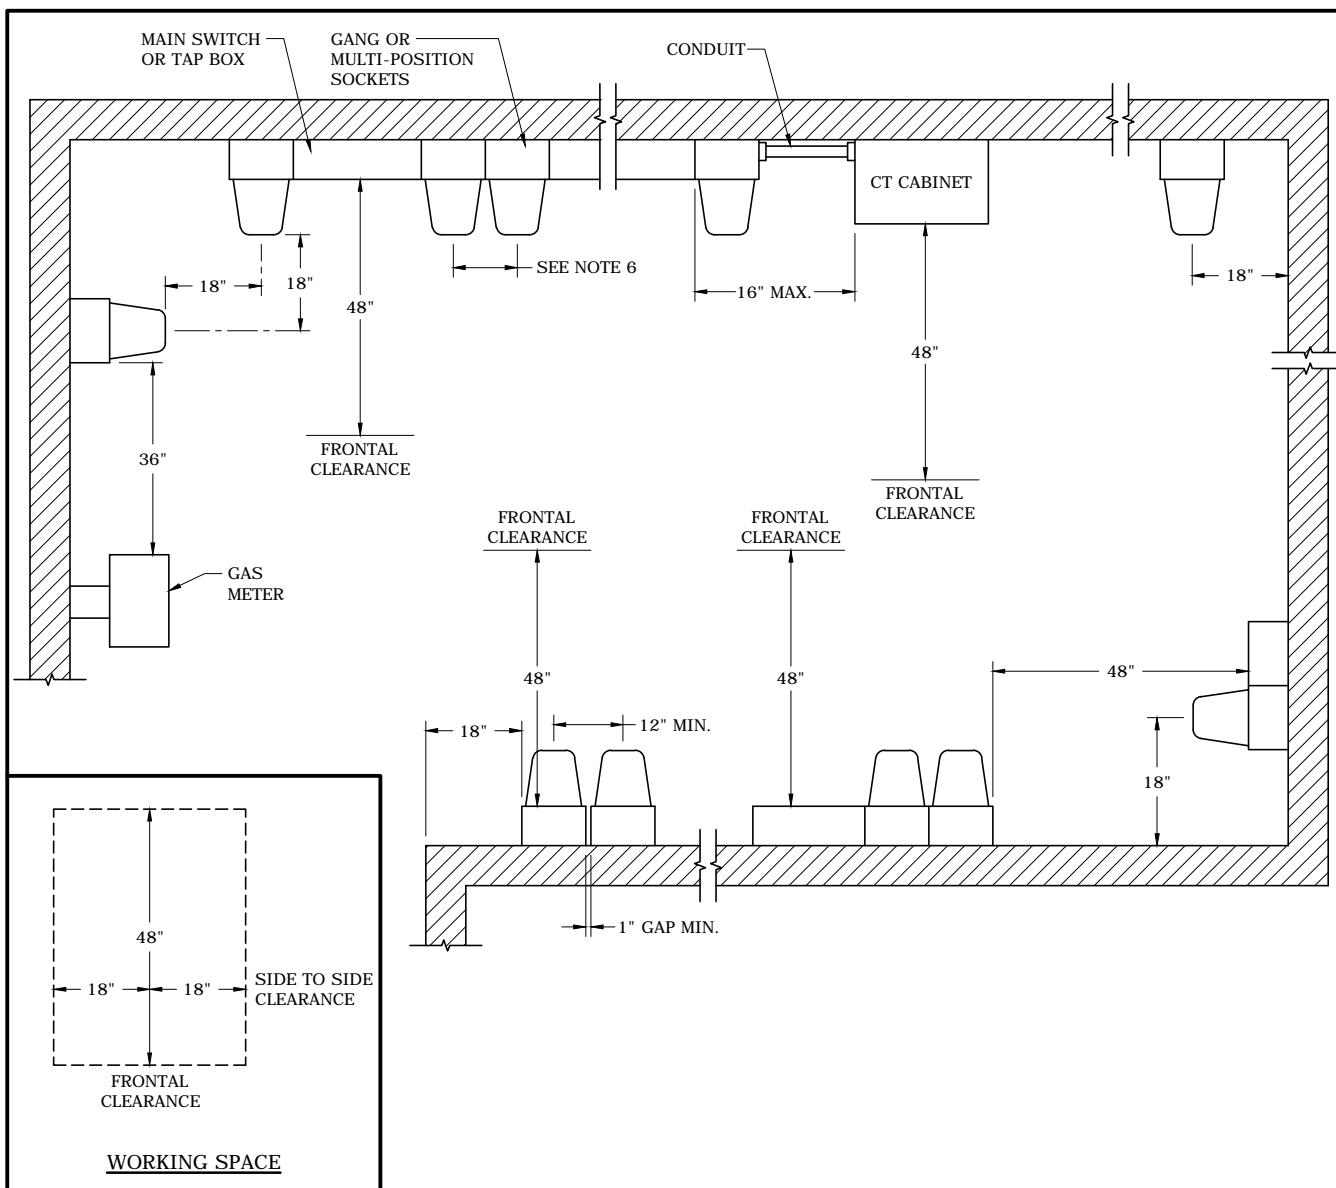 MAIN SWITCH
OR TAP BOX
GANG OR
MULTI-POSITION
SOCKETS
CONDUIT
CT CABINET
18"
18"
48"
SEE NOTE 6
16" MAX.
18"
48"
36"
FRONTAL
CLEARANCE
FRONTAL
CLEARANCE
FRONTAL
CLEARANCE
FRONTAL
CLEARANCE
GAS
METER
48"
48"
48"
18"
12" MIN.
18"
1" GAP MIN.
48"
18"
18"
SIDE TO SIDE
CLEARANCE
FRONTAL
CLEARANCE
WORKING SPACE